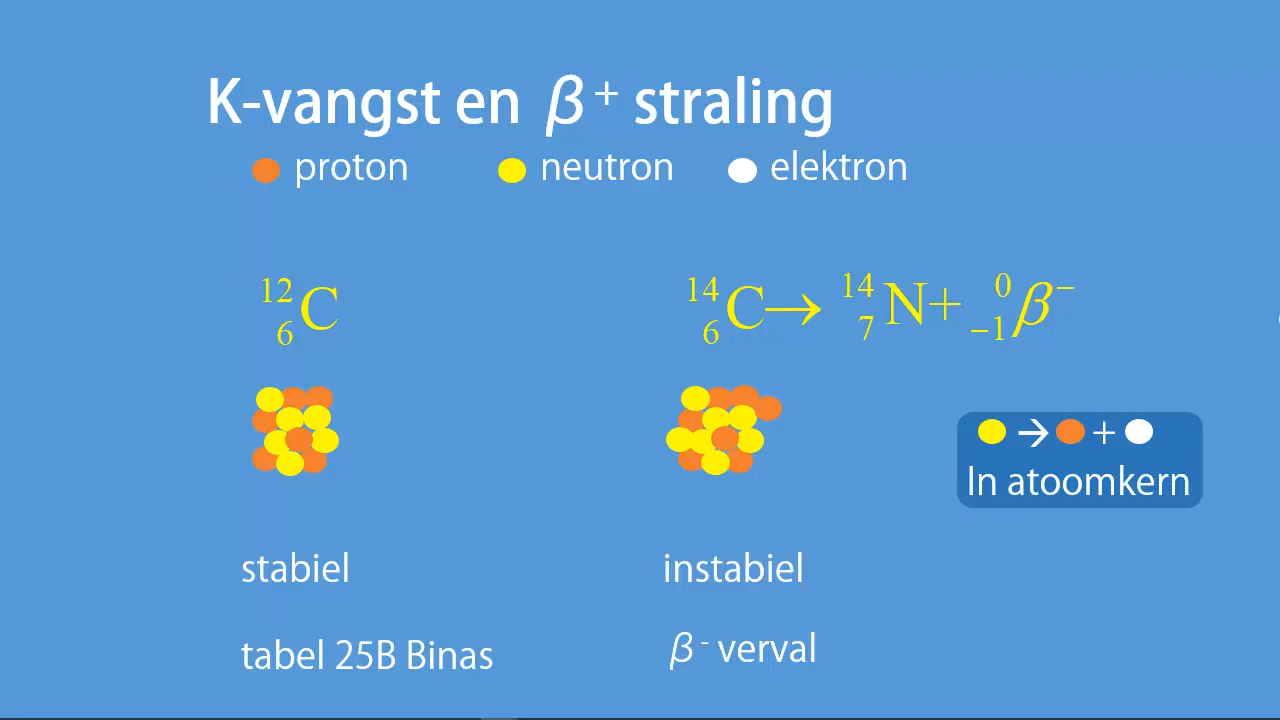 K-vangst en β⁺ straling
proton neutron elektron
¹²₆C
¹⁴₆C → ¹⁴₇N + ⁰₋₁β⁻
→ +
In atoomkern
stabiel
instabiel
tabel 25B Binas
β⁻ verval